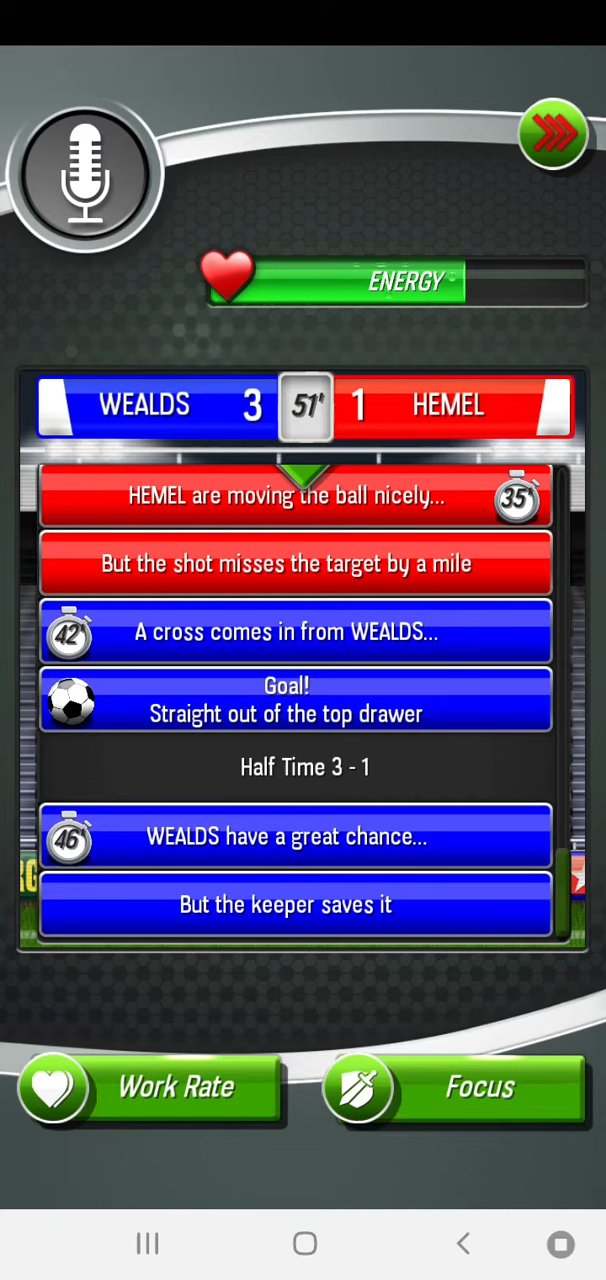 ENERGY
WEALDS 3 51' 1 HEMEL
HEMEL are moving the ball nicely... 35'
But the shot misses the target by a mile
42' A cross comes in from WEALDS...
Goal!
Straight out of the top drawer
Half Time 3 - 1
46' WEALDS have a great chance...
But the keeper saves it
RG
Work Rate
Focus